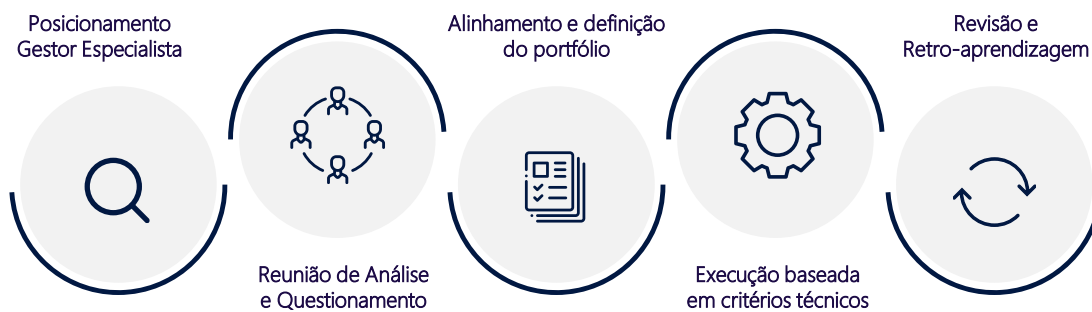 Posicionamento
Gestor Especialista
Reunião de Análise
e Questionamento
Alinhamento e definição
do portfólio
Execução baseada
em critérios técnicos
Revisão e
Retro-aprendizagem